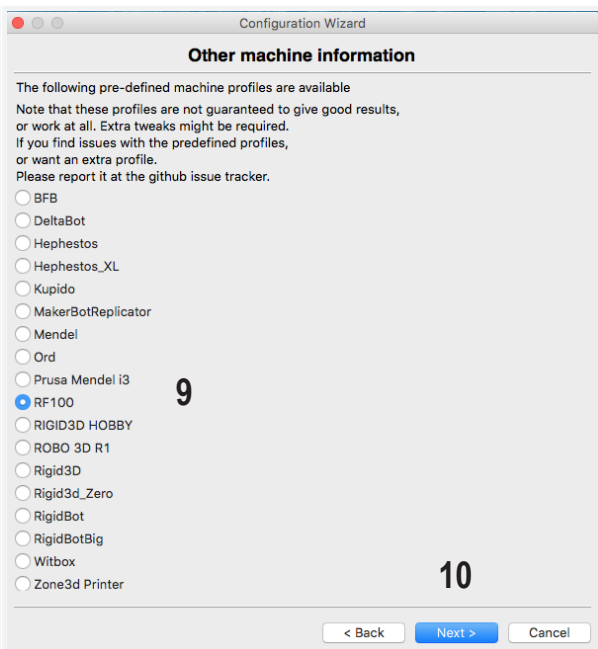 Configuration Wizard
Other machine information
The following pre-defined machine profiles are available
Note that these profiles are not guaranteed to give good results,
or work at all. Extra tweaks might be required.
If you find issues with the predefined profiles,
or want an extra profile.
Please report it at the github issue tracker.
BFB
DeltaBot
Hephestos
Hephestos_XL
Kupido
MakerBotReplicator
Mendel
Ord
Prusa Mendel i3
9
RF100
RIGID3D HOBBY
ROBO 3D R1
Rigid3D
Rigid3d_Zero
RigidBot
RigidBotBig
Witbox
10
Zone3d Printer
< Back Next > Cancel